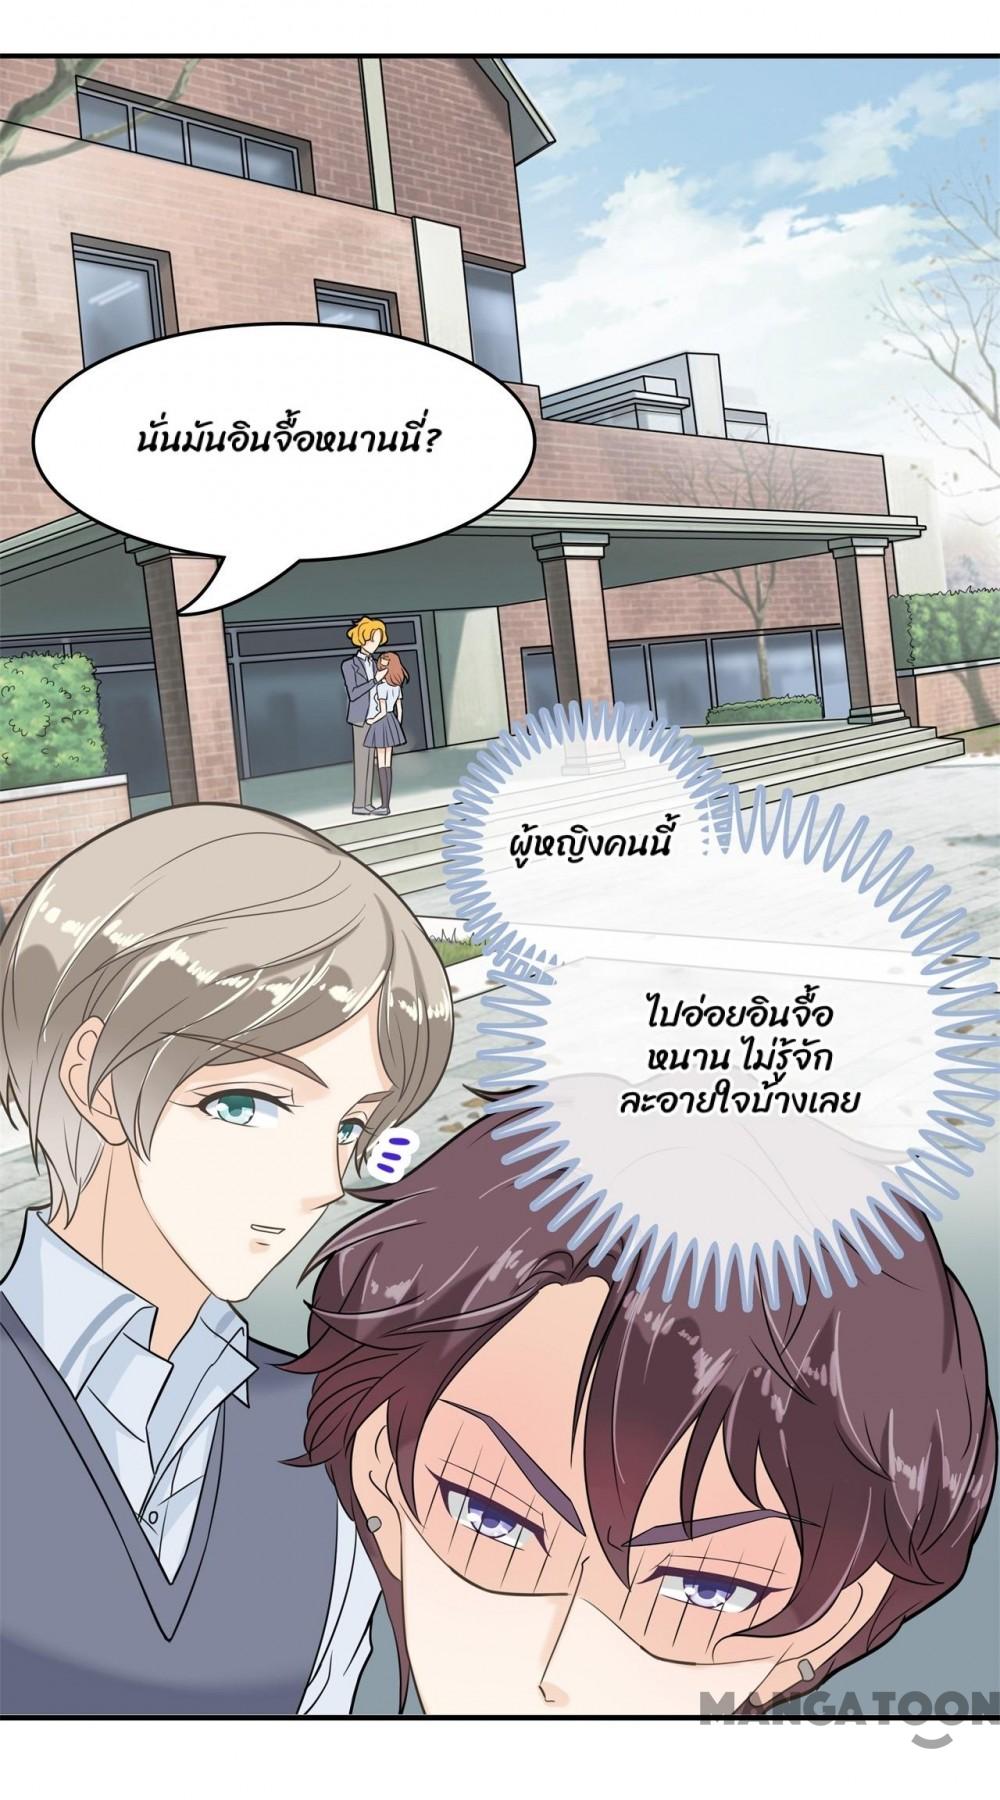 นั่นมันอินจื้อหนานนี่?
ผู้หญิงคนนี้
ไปอ่อยอินจื้อ
หนาน ไม่รู้จัก
ละอายใจบ้างเลย
MANGATOON